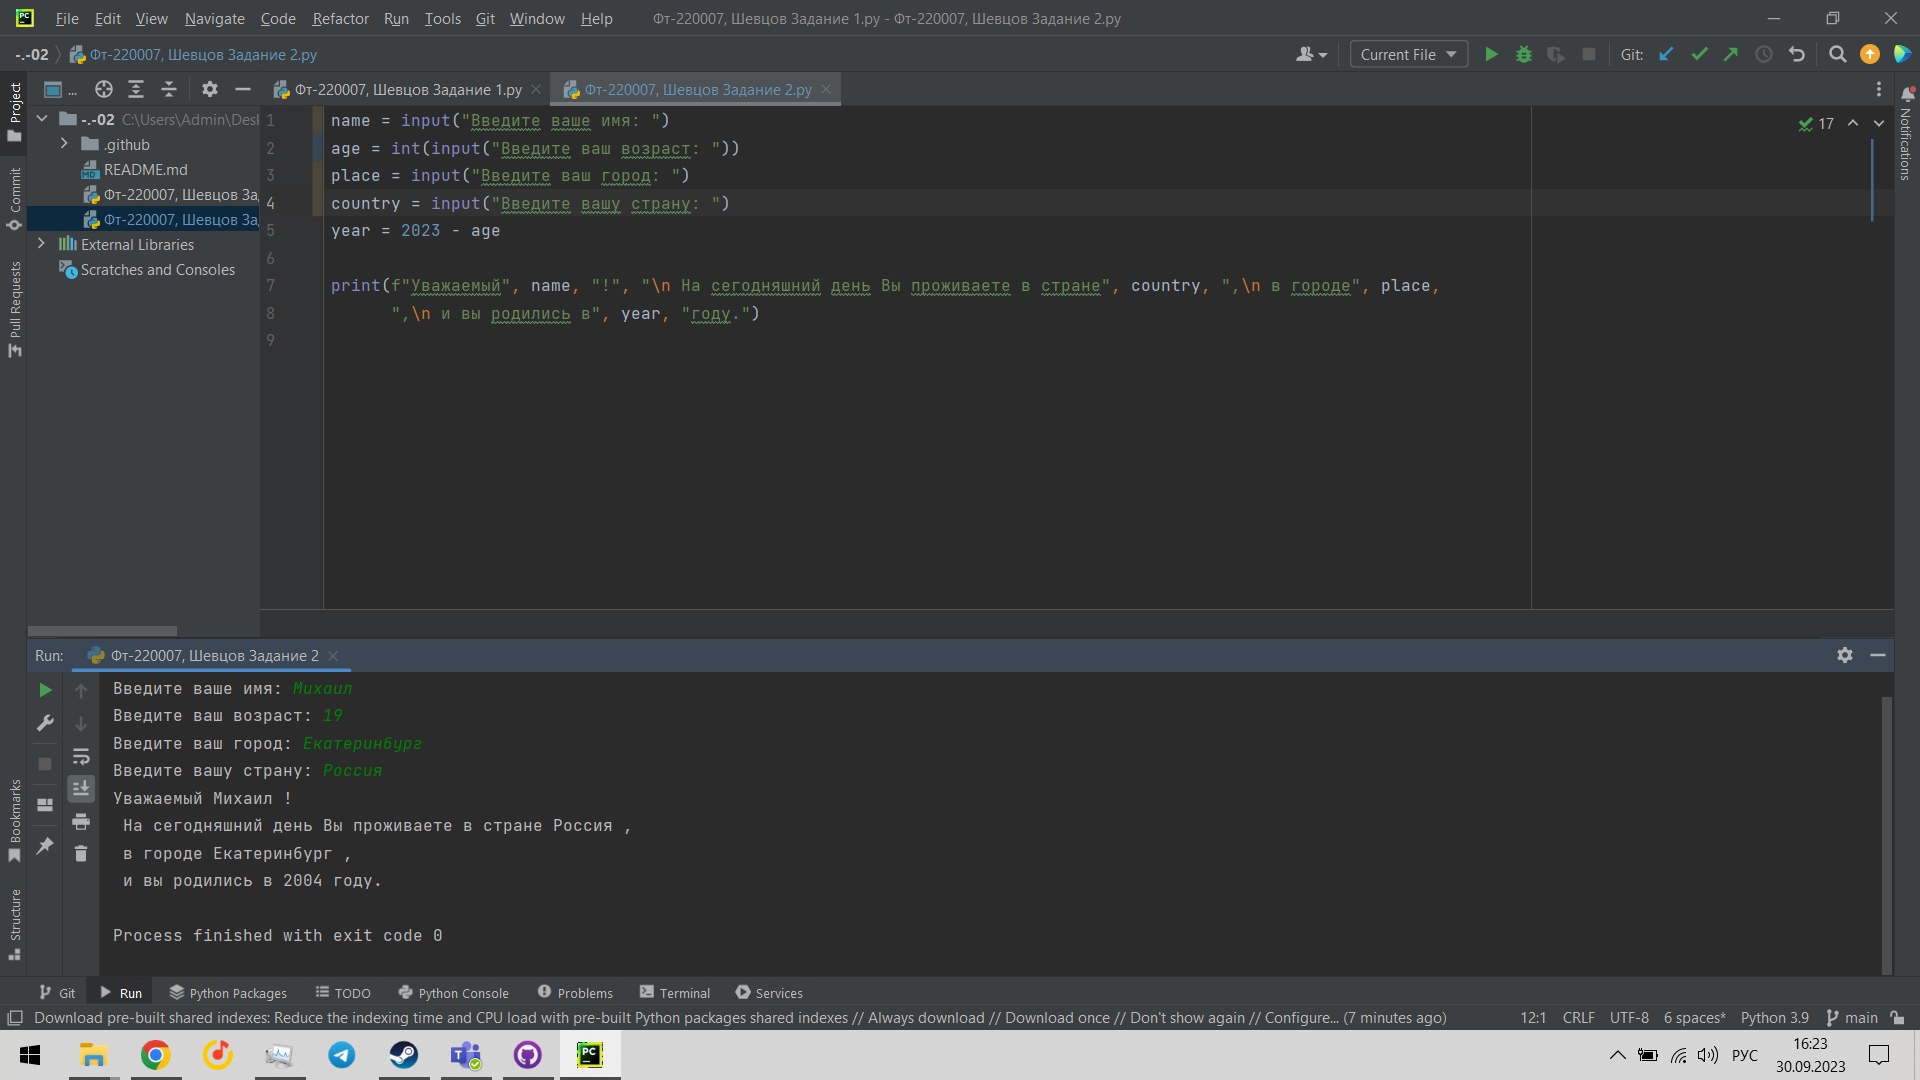 File Edit View Navigate Code Refactor Run Tools Git Window Help Фт-220007, Шевцов Задание 1.py - Фт-220007, Шевцов Задание 2.py
-.-02 Фт-220007, Шевцов Задание 2.py Current File Git:
... Фт-220007, Шевцов Задание 1.py Фт-220007, Шевцов Задание 2.py
Project
Commit
Pull Requests
Bookmarks
Structure
Notifications
-.-02 C:\Users\Admin\Desk
.github
README.md
Фт-220007, Шевцов За
Фт-220007, Шевцов За
External Libraries
Scratches and Consoles
17
1 name = input("Введите ваше имя: ")
2 age = int(input("Введите ваш возраст: "))
3 place = input("Введите ваш город: ")
4 country = input("Введите вашу страну: ")
5 year = 2023 - age
6
7 print(f"Уважаемый", name, "!", "\n На сегодняшний день Вы проживаете в стране", country, ",\n в городе", place,
8 ",\n и вы родились в", year, "году.")
9
Run: Фт-220007, Шевцов Задание 2
Введите ваше имя: Михаил
Введите ваш возраст: 19
Введите ваш город: Екатеринбург
Введите вашу страну: Россия
Уважаемый Михаил !
На сегодняшний день Вы проживаете в стране Россия ,
в городе Екатеринбург ,
и вы родились в 2004 году.
Process finished with exit code 0
Git Run Python Packages TODO Python Console Problems Terminal Services
Download pre-built shared indexes: Reduce the indexing time and CPU load with pre-built Python packages shared indexes // Always download // Download once // Don't show again // Configure... (7 minutes ago) 12:1 CRLF UTF-8 6 spaces* Python 3.9 main
РУС
16:23
30.09.2023